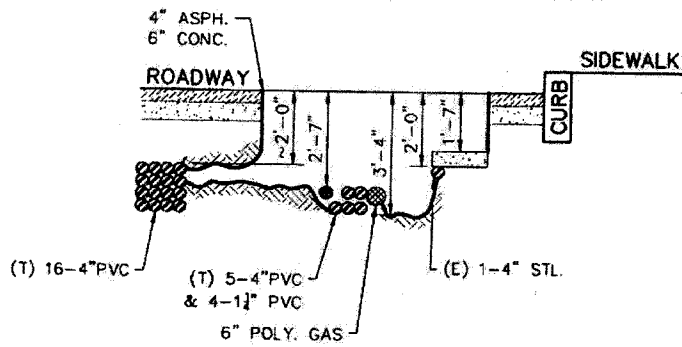 4" ASPH.
6" CONC.
ROADWAY
SIDEWALK
CURB
2'-0"
2'-7"
3'-4"
2'-0"
1'-7"
(T) 16-4"PVC
(T) 5-4"PVC
& 4-1¼" PVC
6" POLY. GAS
(E) 1-4" STL.